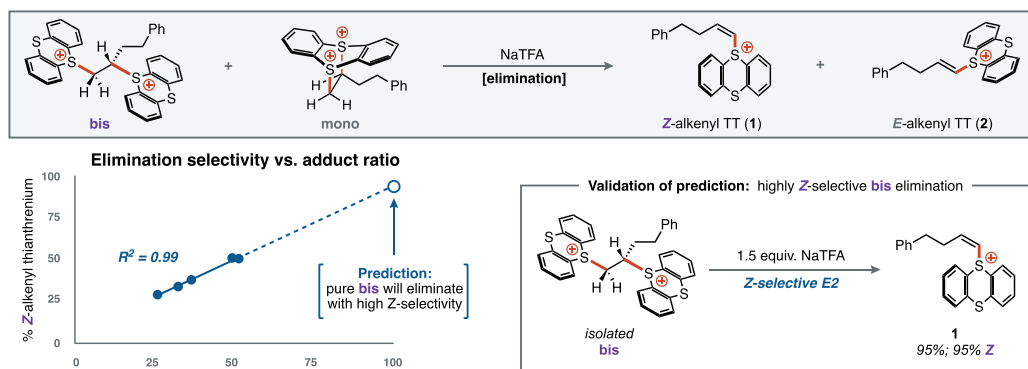 Ph
S
S
S
S
H
H
H
bis
+
S
S
Ph
H
H
mono
NaTFA
[elimination]
Ph
S
S
Z-alkenyl TT (1)
+
Ph
S
S
E-alkenyl TT (2)
Elimination selectivity vs. adduct ratio
% Z-alkenyl thianthrenium
100
75
50
25
0
R² = 0.99
Prediction:
pure bis will eliminate
with high Z-selectivity
0
25
50
75
100
Validation of prediction: highly Z-selective bis elimination
Ph
S
S
S
S
H
H
H
isolated
bis
1.5 equiv. NaTFA
Z-selective E2
Ph
S
S
1
95%; 95% Z